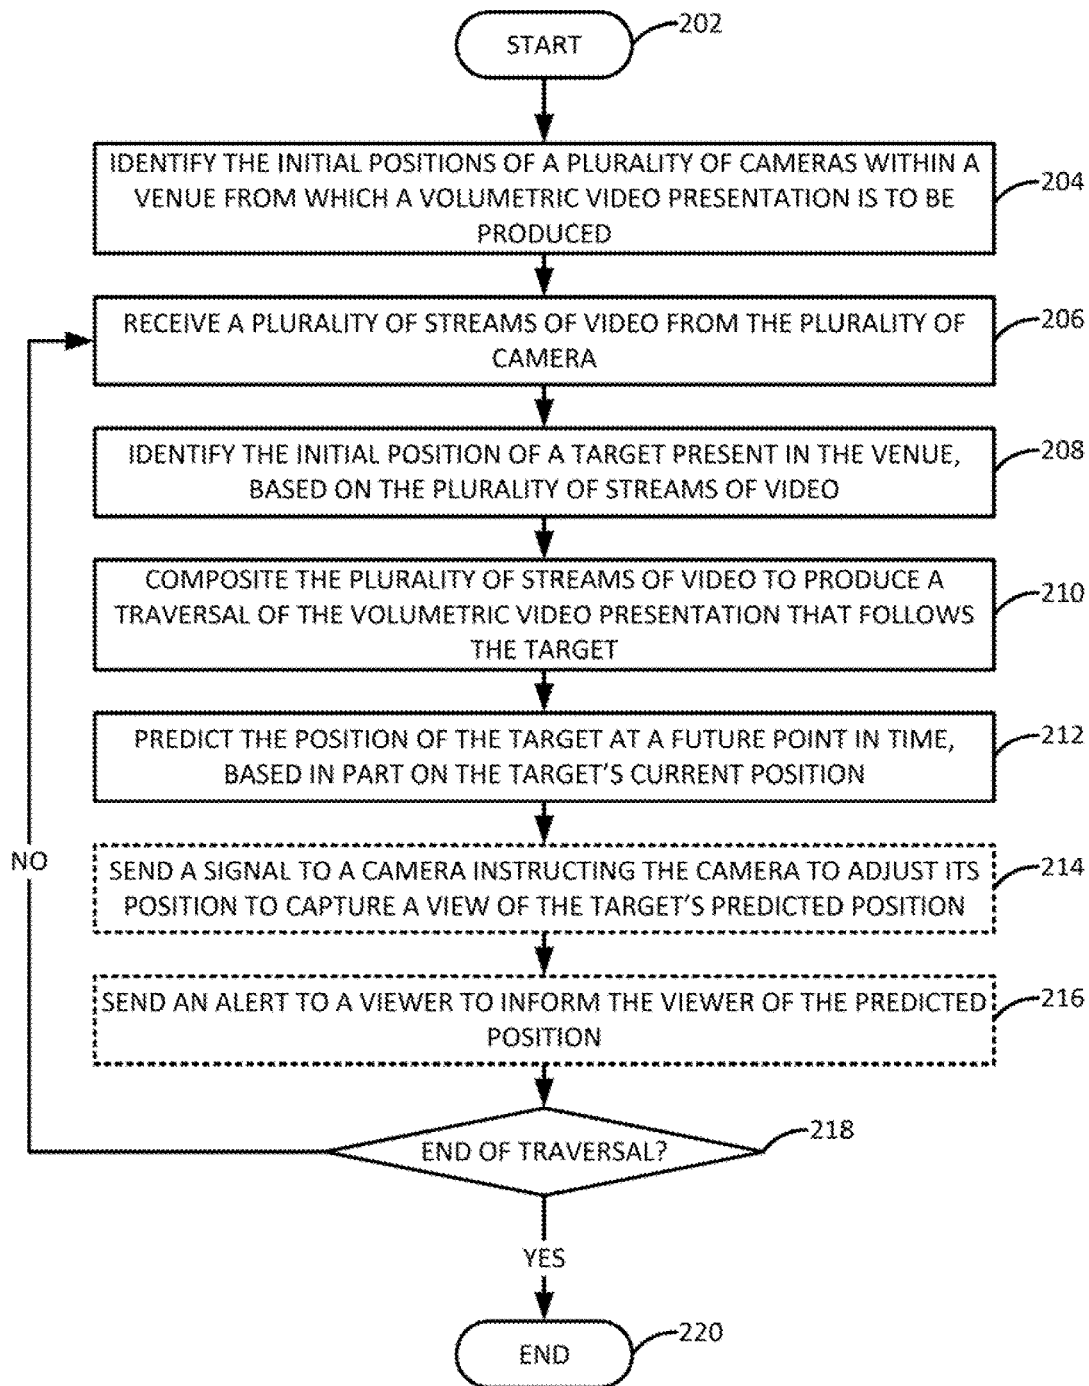 START
202
IDENTIFY THE INITIAL POSITIONS OF A PLURALITY OF CAMERAS WITHIN A
VENUE FROM WHICH A VOLUMETRIC VIDEO PRESENTATION IS TO BE
PRODUCED
204
RECEIVE A PLURALITY OF STREAMS OF VIDEO FROM THE PLURALITY OF
CAMERA
206
IDENTIFY THE INITIAL POSITION OF A TARGET PRESENT IN THE VENUE,
BASED ON THE PLURALITY OF STREAMS OF VIDEO
208
COMPOSITE THE PLURALITY OF STREAMS OF VIDEO TO PRODUCE A
TRAVERSAL OF THE VOLUMETRIC VIDEO PRESENTATION THAT FOLLOWS
THE TARGET
210
PREDICT THE POSITION OF THE TARGET AT A FUTURE POINT IN TIME,
BASED IN PART ON THE TARGET'S CURRENT POSITION
212
SEND A SIGNAL TO A CAMERA INSTRUCTING THE CAMERA TO ADJUST ITS
POSITION TO CAPTURE A VIEW OF THE TARGET'S PREDICTED POSITION
214
SEND AN ALERT TO A VIEWER TO INFORM THE VIEWER OF THE PREDICTED
POSITION
216
END OF TRAVERSAL?
218
NO
YES
END
220